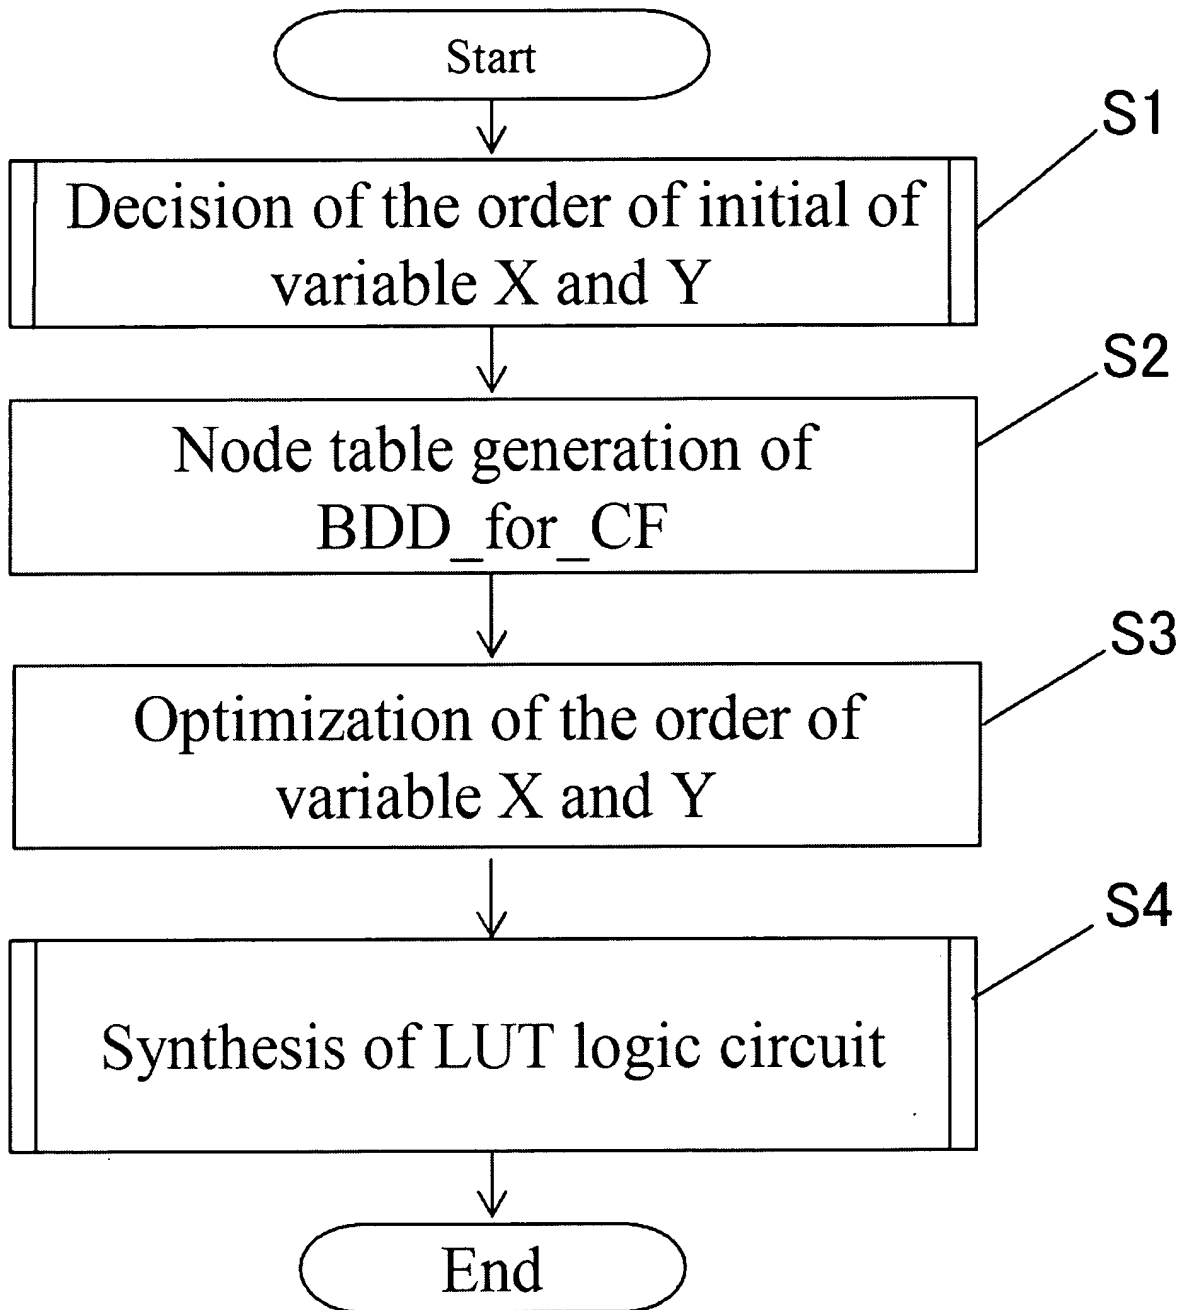 Start
S1
Decision of the order of initial of
variable X and Y
S2
Node table generation of
BDD_for_CF
S3
Optimization of the order of
variable X and Y
S4
Synthesis of LUT logic circuit
End